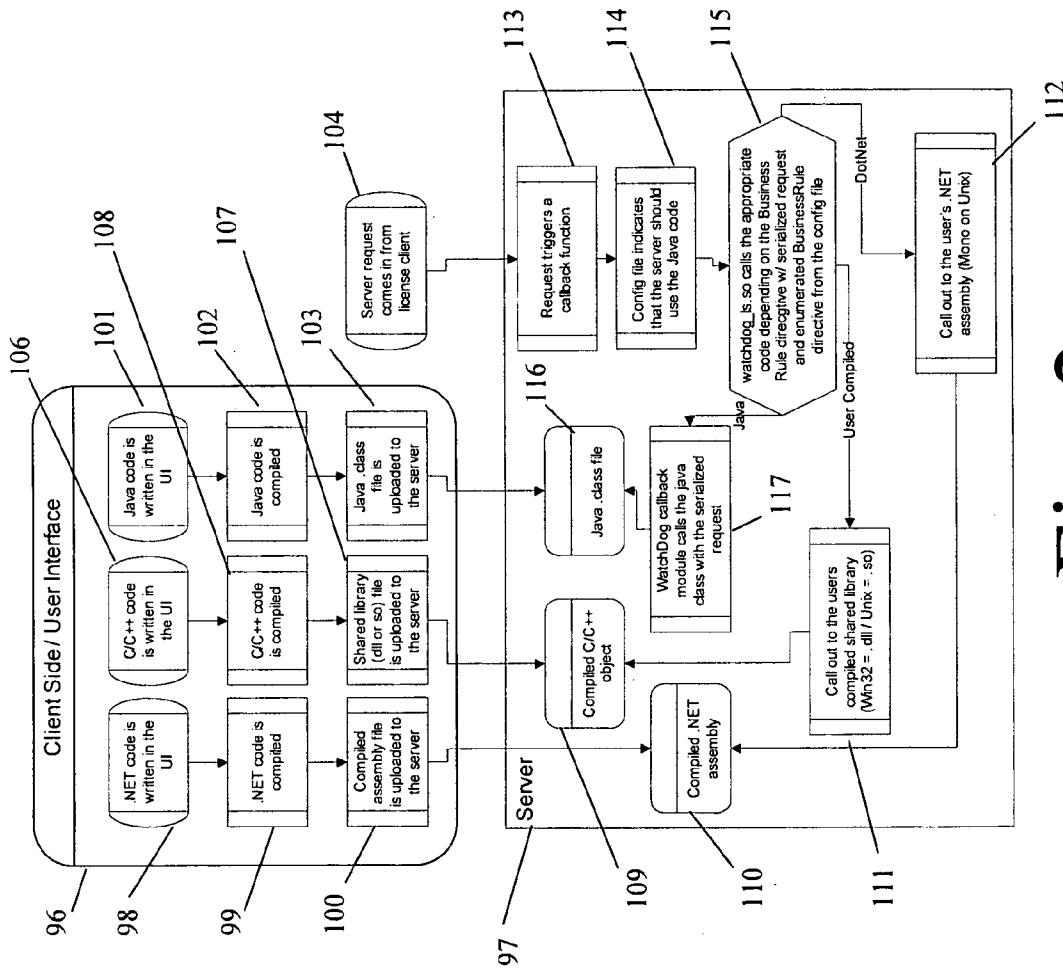 Client Side / User Interface
.NET code is
written in the
UI
C/C++ code
is written in
the UI
Java code is
written in the
UI
.NET code is
compiled
C/C++ code
is compiled
Java code is
compiled
Compiled
assembly file
is uploaded to
the server
Shared library
(dll or so) file
is uploaded to
the server
Java .class
file is
uploaded to
the server
Server request
comes in from
license client
Server
Compiled .NET
assembly
Compiled C/C++
object
Java .class file
Request triggers a
callback function
Config file indicates
that the server should
use the Java code
watchdog_ls.so calls the appropriate
code depending on the Business
Rule direcgtive w/ serialized request
and enumerated BusinessRule
directive from the config file
Java
User Compiled
DotNet
WatchDog callback
module calls the java
class with the serialized
request
Call out to the users
compiled shared library
(Win32 = .dll / Unix = .so)
Call out to the user's .NET
assembly (Mono on Unix)
96
98
99
100
106
108
107
101
102
103
104
97
109
110
111
116
117
113
114
115
112